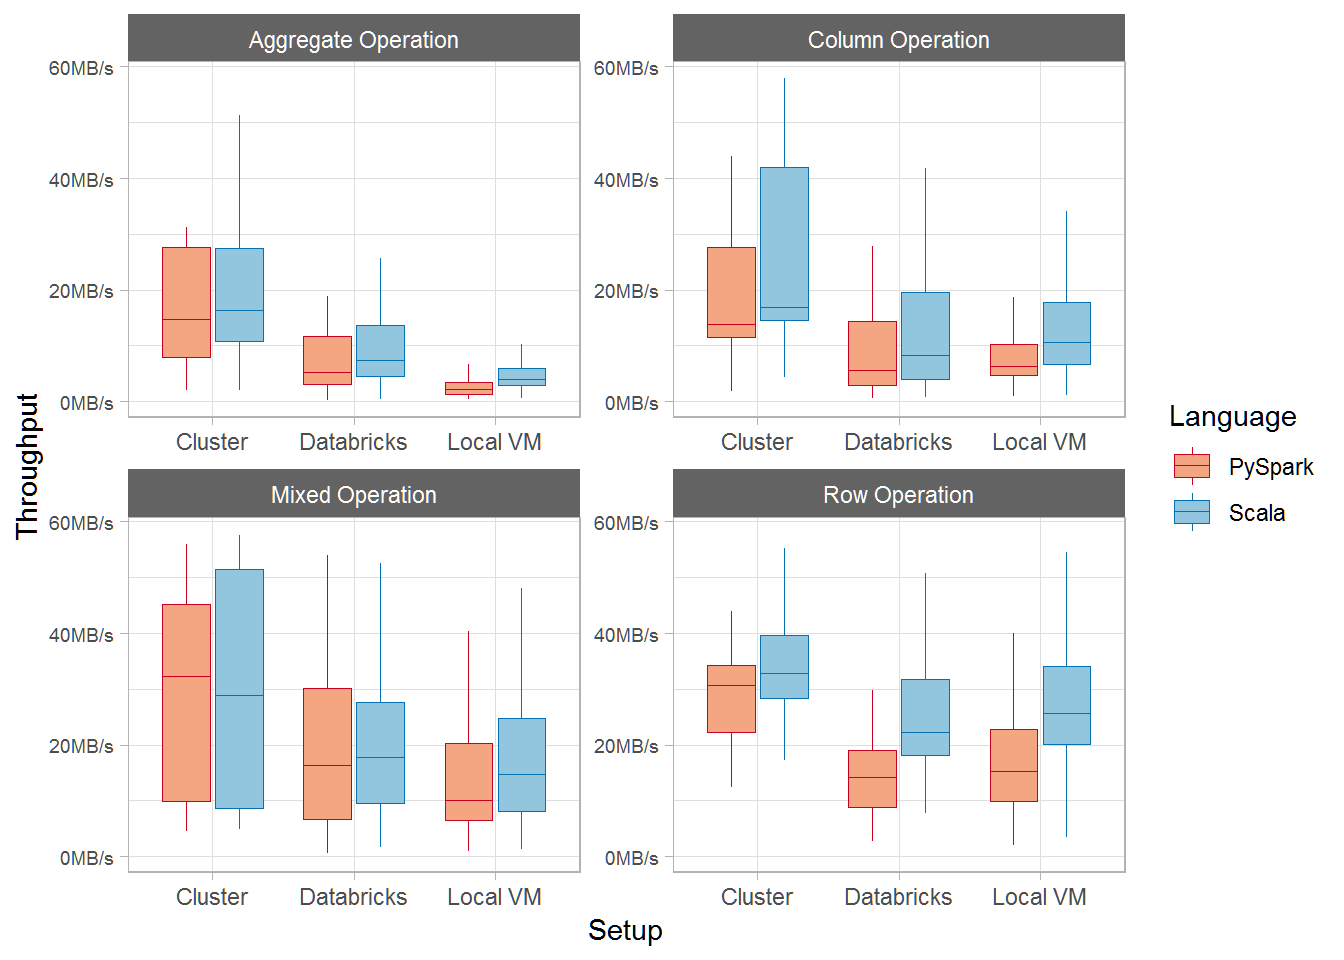 Aggregate Operation
Column Operation
60MB/s
40MB/s
20MB/s
0MB/s
60MB/s
40MB/s
20MB/s
0MB/s
Cluster Databricks Local VM
Cluster Databricks Local VM
Mixed Operation
Row Operation
60MB/s
40MB/s
20MB/s
0MB/s
60MB/s
40MB/s
20MB/s
0MB/s
Cluster Databricks Local VM
Cluster Databricks Local VM
Throughput
Setup
Language
PySpark
Scala